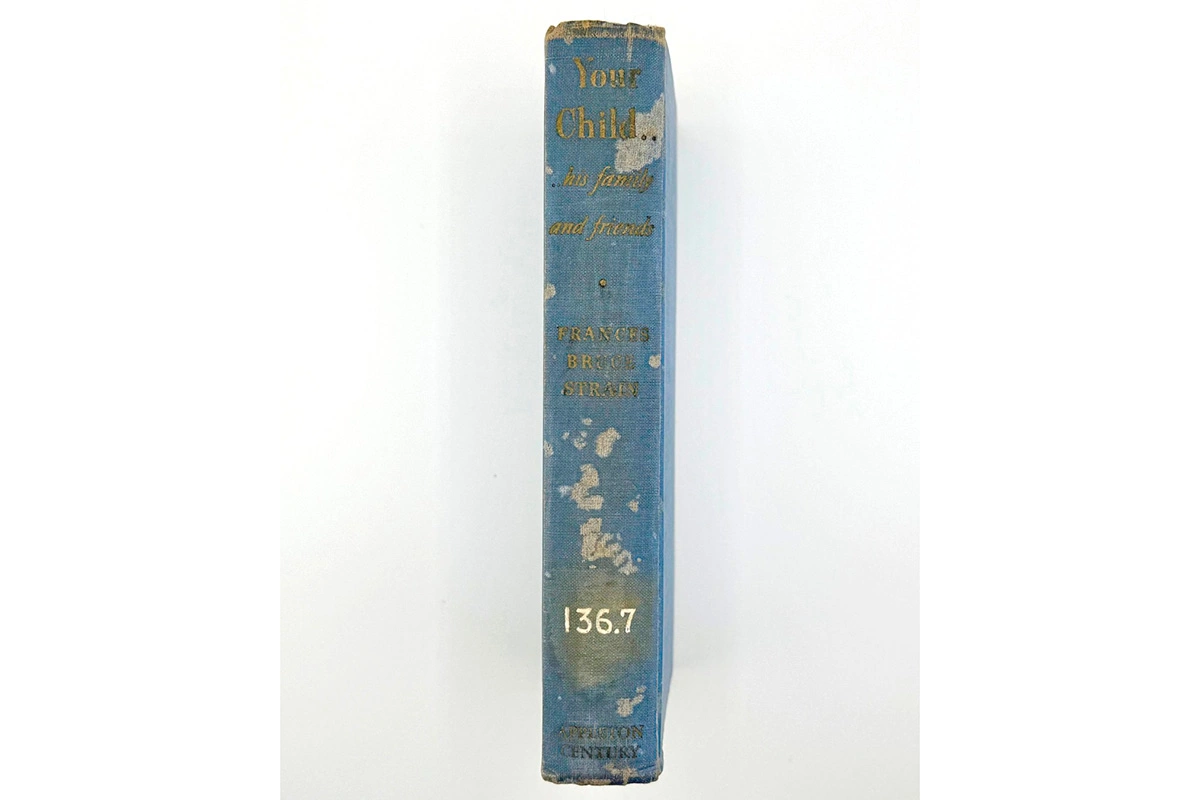 Your
Child..
..his family
and friends
FRANCES
BRUCE
STRAIN
136.7
APPLETON
CENTURY